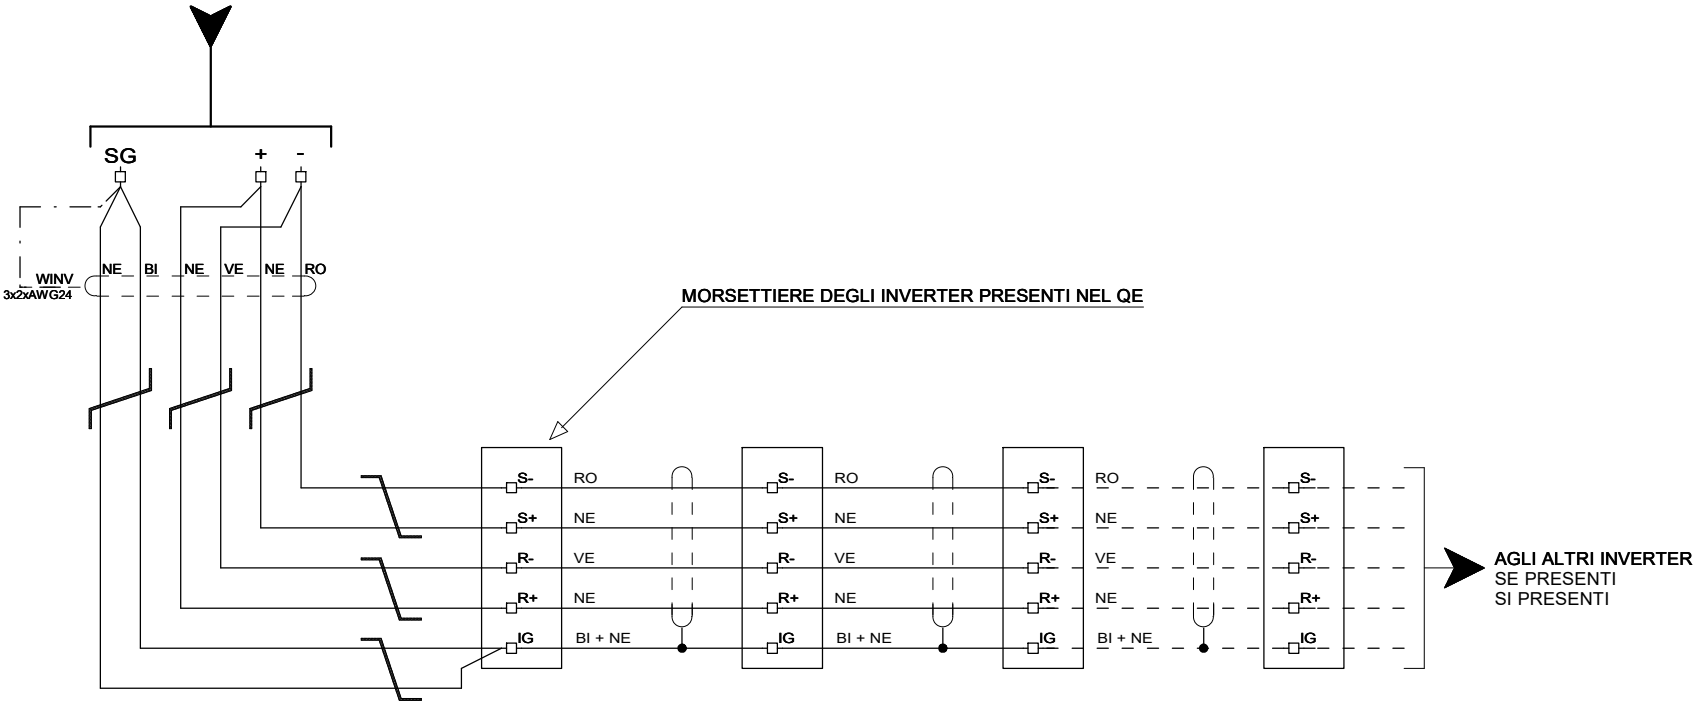 SG + -
NE BI NE VE NE RO
WINV
3x2xAWG24
MORSETTIERE DEGLI INVERTER PRESENTI NEL QE
S- RO S- RO S- RO S-
S+ NE S+ NE S+ NE S+
R- VE R- VE R- VE R-
R+ NE R+ NE R+ NE R+
IG BI + NE IG BI + NE IG BI + NE IG
AGLI ALTRI INVERTER
SE PRESENTI
SI PRESENTI